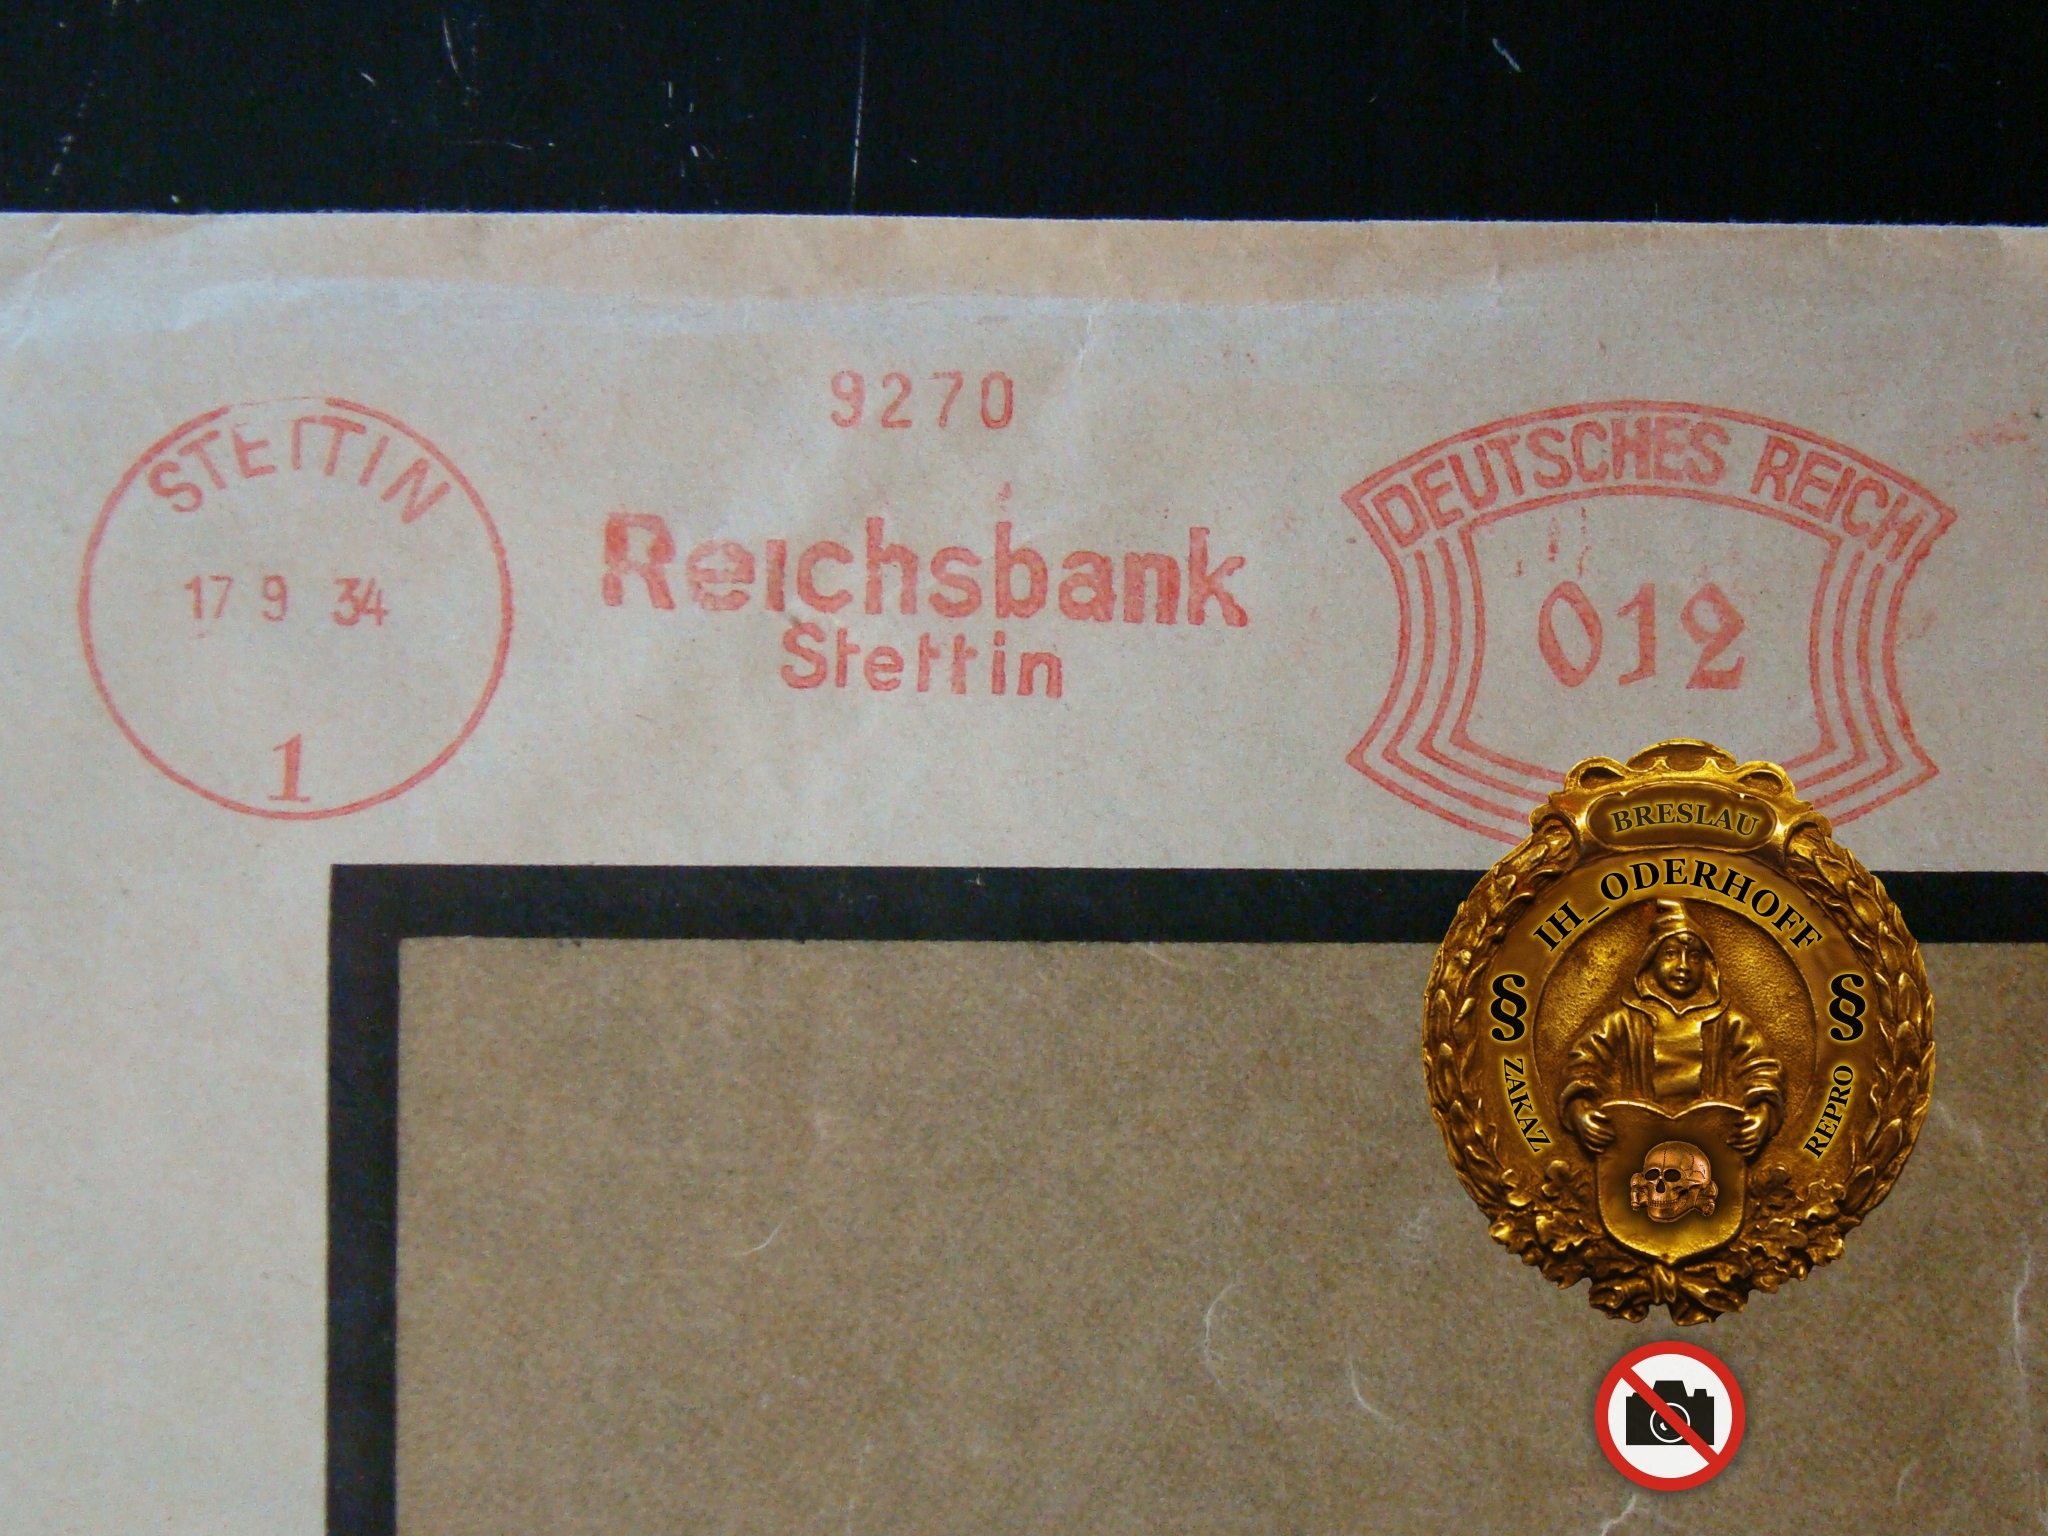 9270
STETTIN
17 9 34
1
Reichsbank
Stettin
DEUTSCHES REICH
012
BRESLAU
IH_ODERHOFF
§ §
ZAKAZ REPRO